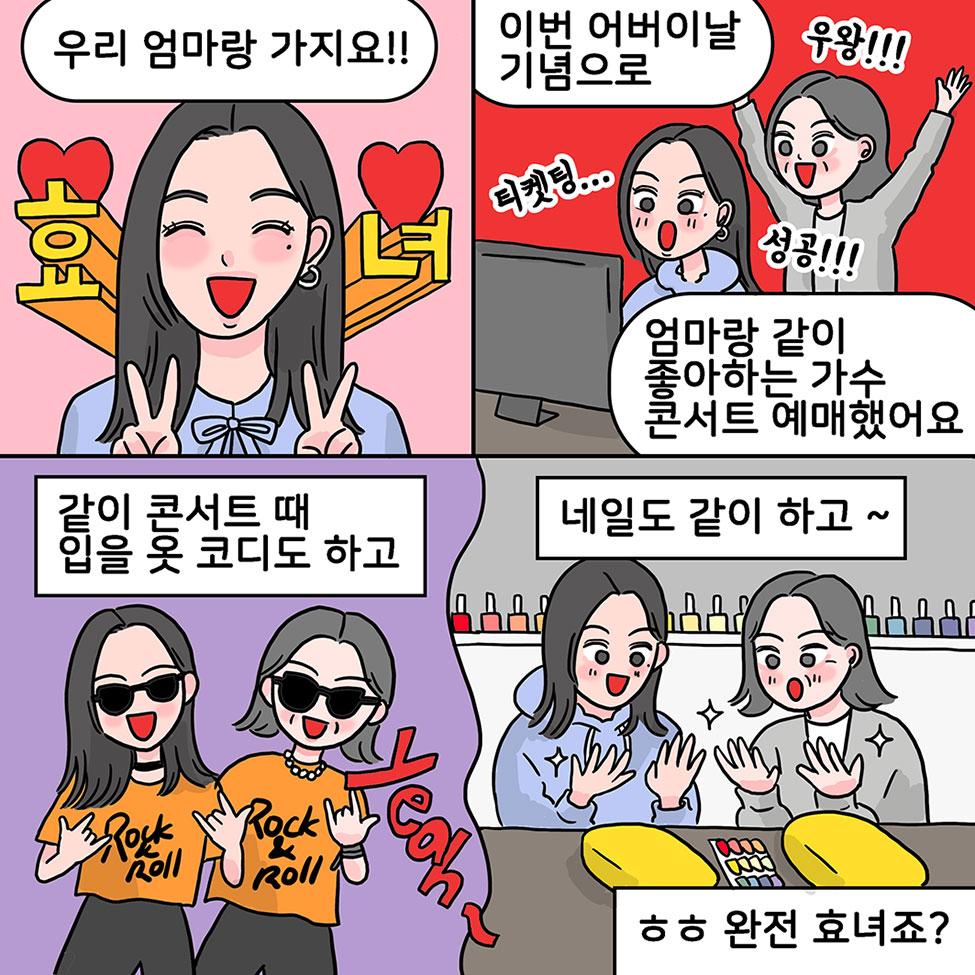 우리 엄마랑 가지요!!
효녀
이번 어버이날
기념으로
우왕!!!
티켓팅...
성공!!!
엄마랑 같이
좋아하는 가수
콘서트 예매했어요
같이 콘서트 때
입을 옷 코디도 하고
Rock
&
Roll
Rock
&
Roll
Yeah~
네일도 같이 하고 ~
ㅎㅎ 완전 효녀죠?